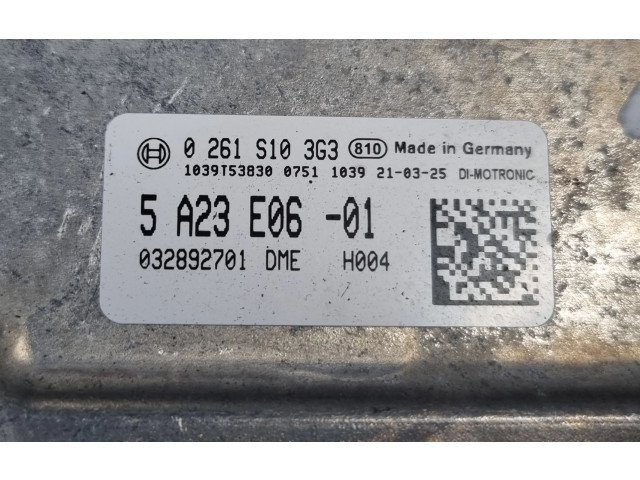 0 261 S10 3G3 810 Made in Germany
1039T53830 0751 1039 21-03-25 DI-MOTRONIC
5 A23 E06 -01
032892701 DME H004